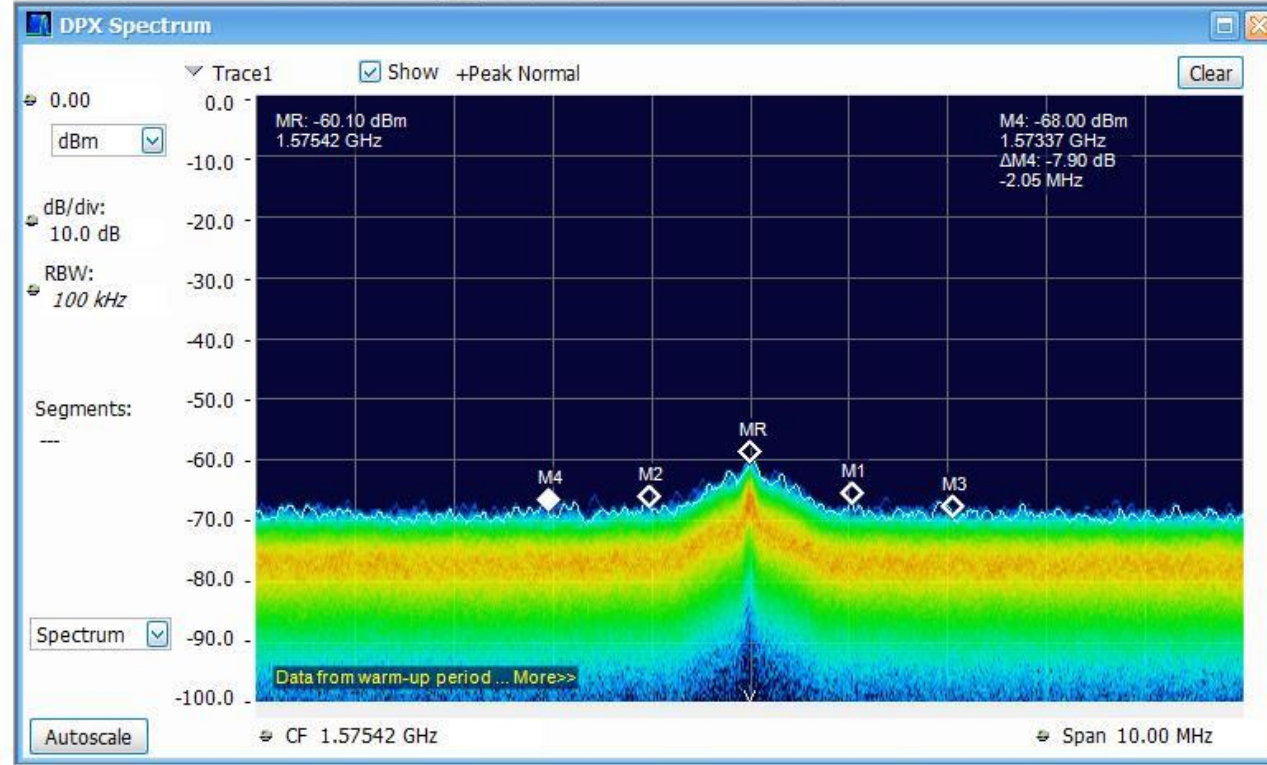 DPX Spectrum
Trace1 Show +Peak Normal Clear
0.00
dBm
dB/div:
10.0 dB
RBW:
100 kHz
Segments:
---
Spectrum
Autoscale
0.0
-10.0
-20.0
-30.0
-40.0
-50.0
-60.0
-70.0
-80.0
-90.0
-100.0
MR: -60.10 dBm
1.57542 GHz
M4: -68.00 dBm
1.57337 GHz
ΔM4: -7.90 dB
-2.05 MHz
MR
M4 M2 M1 M3
Data from warm-up period ... More>>
CF 1.57542 GHz Span 10.00 MHz